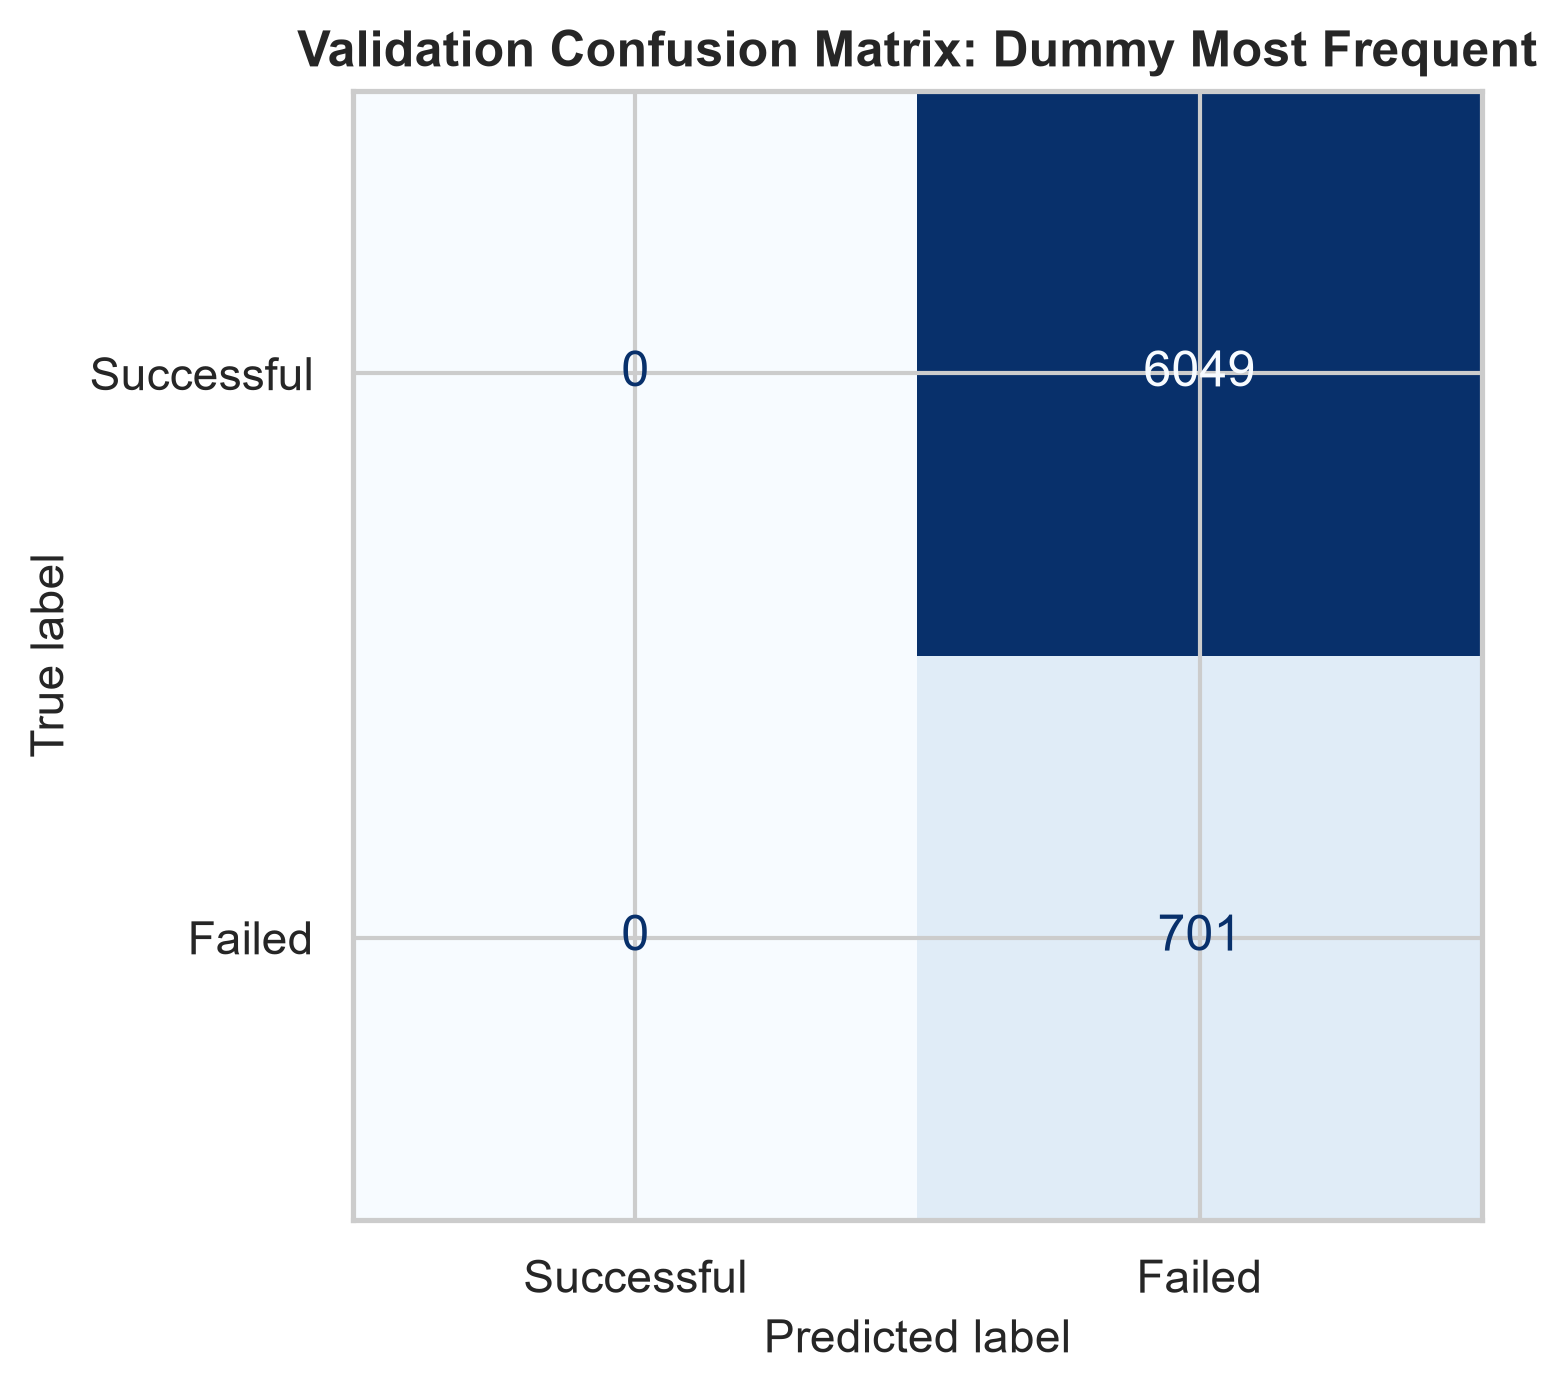 Validation Confusion Matrix: Dummy Most Frequent
Successful
0
6049
True label
Failed
0
701
Successful
Failed
Predicted label